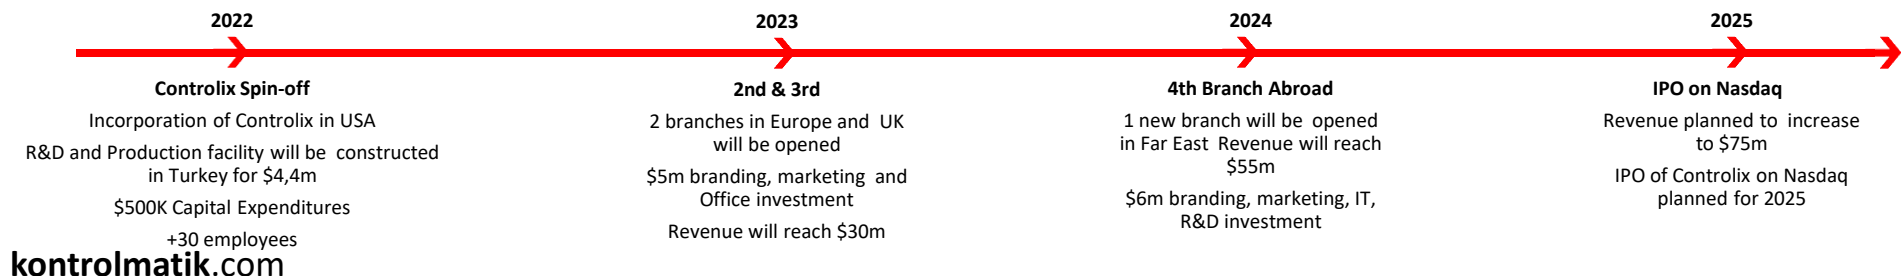 2022
Controlix Spin-off
Incorporation of Controlix in USA
R&D and Production facility will be constructed
in Turkey for $4,4m
$500K Capital Expenditures
+30 employees
2023
2nd & 3rd
2 branches in Europe and UK
will be opened
$5m branding, marketing and
Office investment
Revenue will reach $30m
2024
4th Branch Abroad
1 new branch will be opened
in Far East Revenue will reach
$55m
$6m branding, marketing, IT,
R&D investment
2025
IPO on Nasdaq
Revenue planned to increase
to $75m
IPO of Controlix on Nasdaq
planned for 2025
kontrolmatik.com